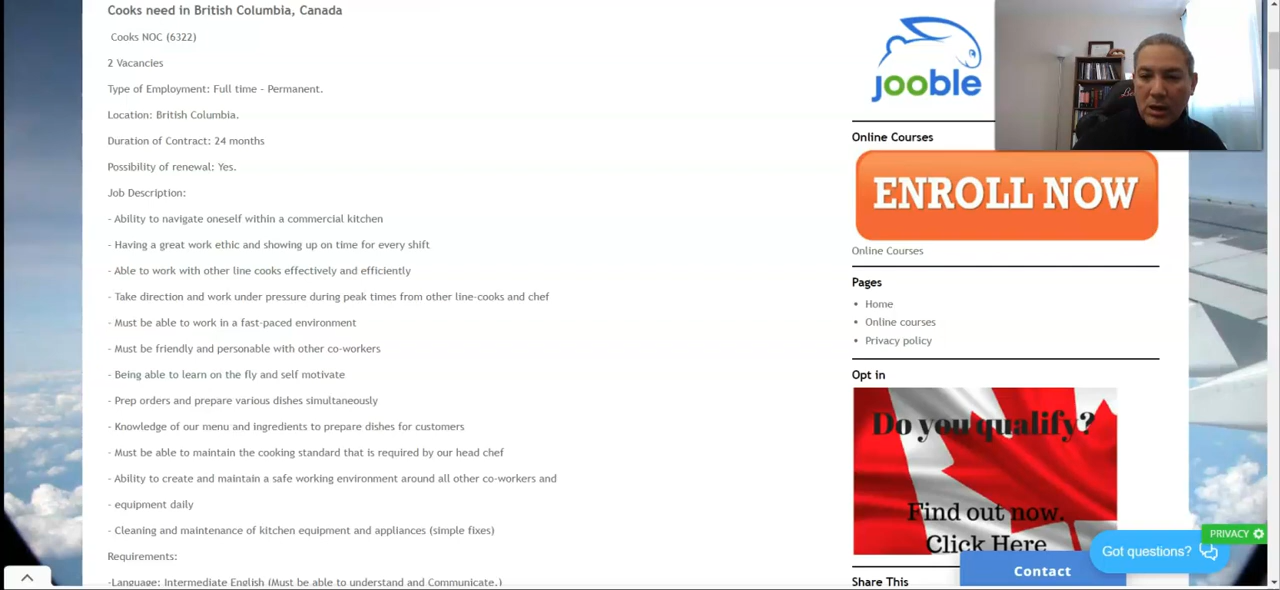 Cooks need in British Columbia, Canada
Cooks NOC (6322)
2 Vacancies
Type of Employment: Full time – Permanent.
Location: British Columbia.
Duration of Contract: 24 months
Possibility of renewal: Yes.
Job Description:
- Ability to navigate oneself within a commercial kitchen
- Having a great work ethic and showing up on time for every shift
- Able to work with other line cooks effectively and efficiently
- Take direction and work under pressure during peak times from other line-cooks and chef
- Must be able to work in a fast-paced environment
- Must be friendly and personable with other co-workers
- Being able to learn on the fly and self motivate
- Prep orders and prepare various dishes simultaneously
- Knowledge of our menu and ingredients to prepare dishes for customers
- Must be able to maintain the cooking standard that is required by our head chef
- Ability to create and maintain a safe working environment around all other co-workers and
- equipment daily
- Cleaning and maintenance of kitchen equipment and appliances (simple fixes)
Requirements:
-Language: Intermediate English (Must be able to understand and Communicate.)
jooble
Online Courses
ENROLL NOW
Online Courses
Pages
• Home
• Online courses
• Privacy policy
Opt in
Do you qualify?
Find out now.
Click Here
Share This
PRIVACY
Got questions?
Contact